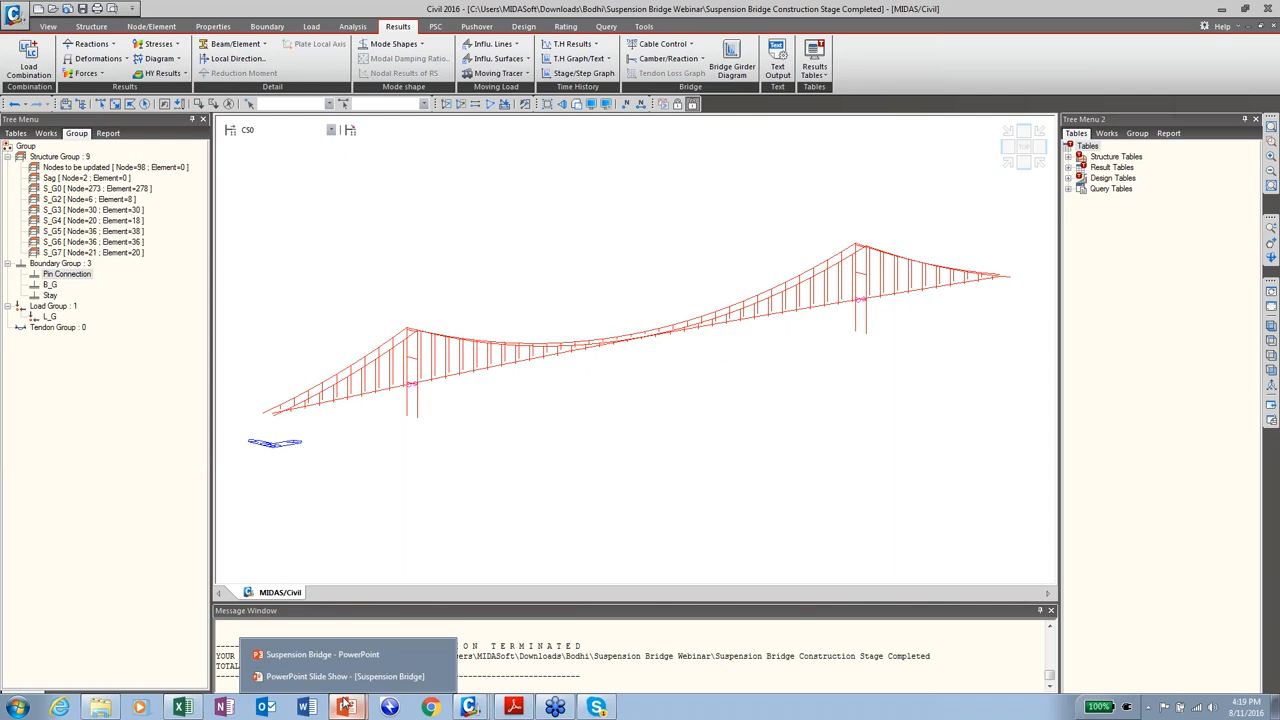 Civil 2016 - [C:\Users\MIDASoft\Downloads\Bodhi\Suspension Bridge Webinar\Suspension Bridge Construction Stage Completed] - [MIDAS/Civil]
View Structure Node/Element Properties Boundary Load Analysis Results PSC Pushover Design Rating Query Tools Help
Load Combination
Combination
Reactions Stresses
Deformations Diagram
Forces HY Results
Results
Beam/Element Plate Local Axis
Local Direction...
Reduction Moment
Detail
Mode Shapes
Modal Damping Ratio...
Nodal Results of RS
Mode shape
Influ. Lines
Influ. Surfaces
Moving Tracer
Moving Load
T.H Results
T.H Graph/Text
Stage/Step Graph
Time History
Cable Control
Camber/Reaction
Tendon Loss Graph
Bridge Girder Diagram
Bridge
Text Output
Text
Results Tables
Tables
Tree Menu
Tables Works Group Report
Group
Structure Group : 9
Nodes to be updated [ Node=98 ; Element=0 ]
Sag [ Node=2 ; Element=0 ]
S_G0 [ Node=273 ; Element=278 ]
S_G2 [ Node=6 ; Element=8 ]
S_G3 [ Node=30 ; Element=30 ]
S_G4 [ Node=20 ; Element=18 ]
S_G5 [ Node=36 ; Element=38 ]
S_G6 [ Node=36 ; Element=36 ]
S_G7 [ Node=21 ; Element=20 ]
Boundary Group : 3
Pin Connection
B_G
Stay
Load Group : 1
L_G
Tendon Group : 0
CS0
TOP
Tree Menu 2
Tables Works Group Report
Tables
Structure Tables
Result Tables
Design Tables
Query Tables
MIDAS/Civil
Message Window
O N T E R M I N A T E D
YOUR
ers\MIDASoft\Downloads\Bodhi\Suspension Bridge Webinar\Suspension Bridge Construction Stage Completed
TOTAL
Suspension Bridge - PowerPoint
PowerPoint Slide Show - [Suspension Bridge]
100%
4:19 PM
8/11/2016